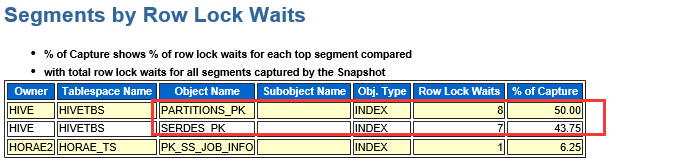 Segments by Row Lock Waits
% of Capture shows % of row lock waits for each top segment compared
with total row lock waits for all segments captured by the Snapshot
Owner Tablespace Name Object Name Subobject Name Obj. Type Row Lock Waits % of Capture
HIVE HIVETBS PARTITIONS_PK INDEX 8 50.00
HIVE HIVETBS SERDES_PK INDEX 7 43.75
HORAE2 HORAE_TS PK_SS_JOB_INFO INDEX 1 6.25